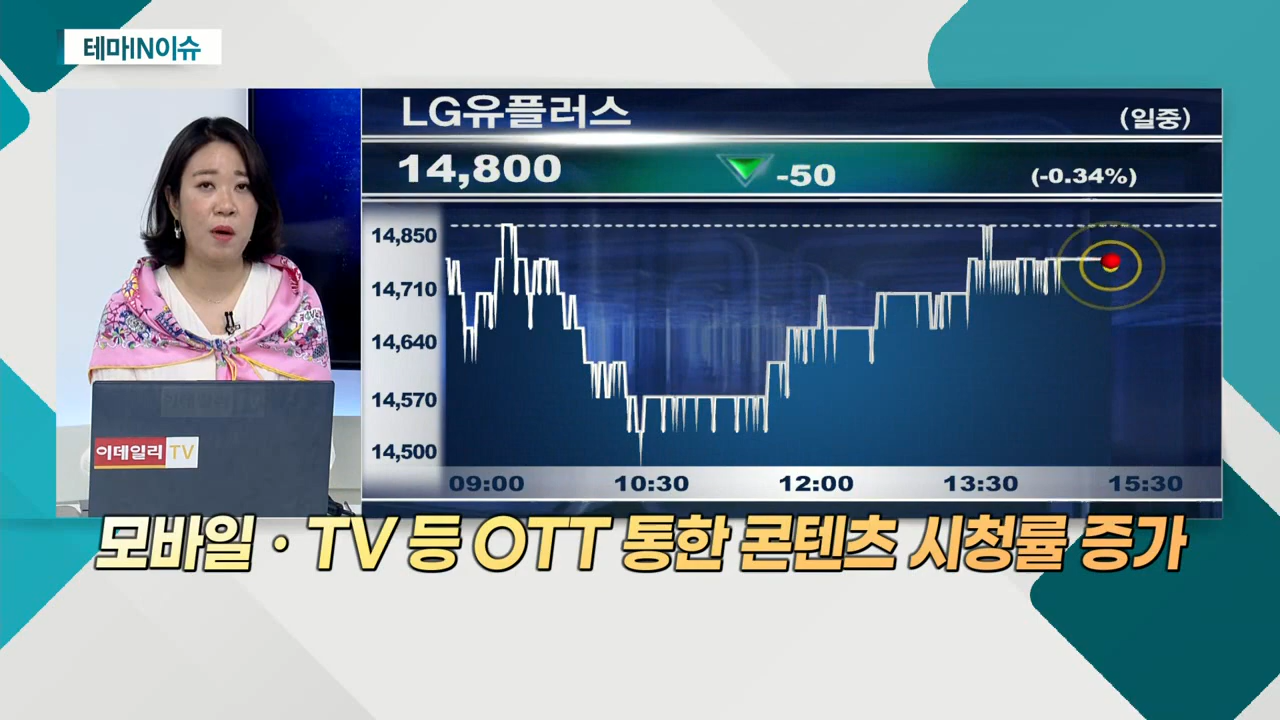 테마IN이슈
LG유플러스
(일중)
14,800
-50
(-0.34%)
14,850
14,710
14,640
14,570
14,500
09:00
10:30
12:00
13:30
15:30
이데일리 TV
모바일 · TV 등 OTT 통한 콘텐츠 시청률 증가